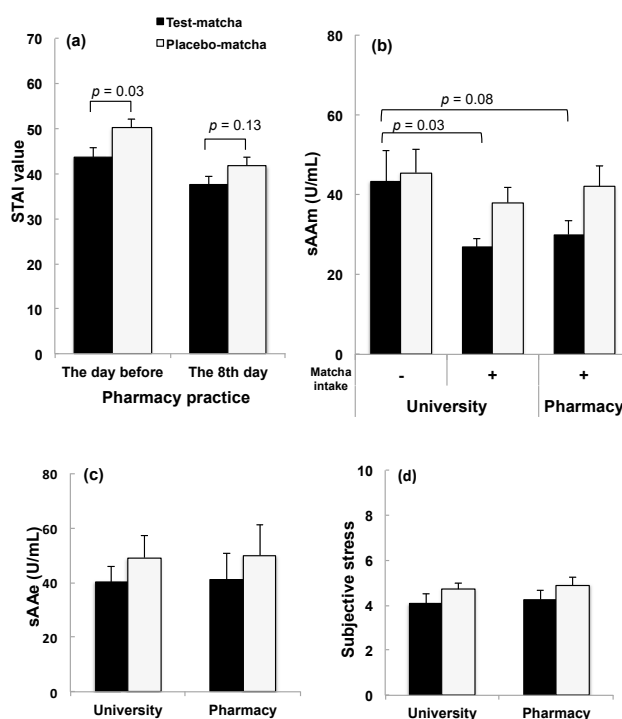 Test-matcha
Placebo-matcha
(a)
70
60
50
40
30
20
10
0
STAI value
p = 0.03
p = 0.13
The day before
The 8th day
Pharmacy practice
(b)
80
60
40
20
0
sAAm (U/mL)
p = 0.08
p = 0.03
Matcha
intake
- + +
University Pharmacy
(c)
80
60
40
20
0
sAAe (U/mL)
University Pharmacy
(d)
10
8
6
4
2
0
Subjective stress
University Pharmacy